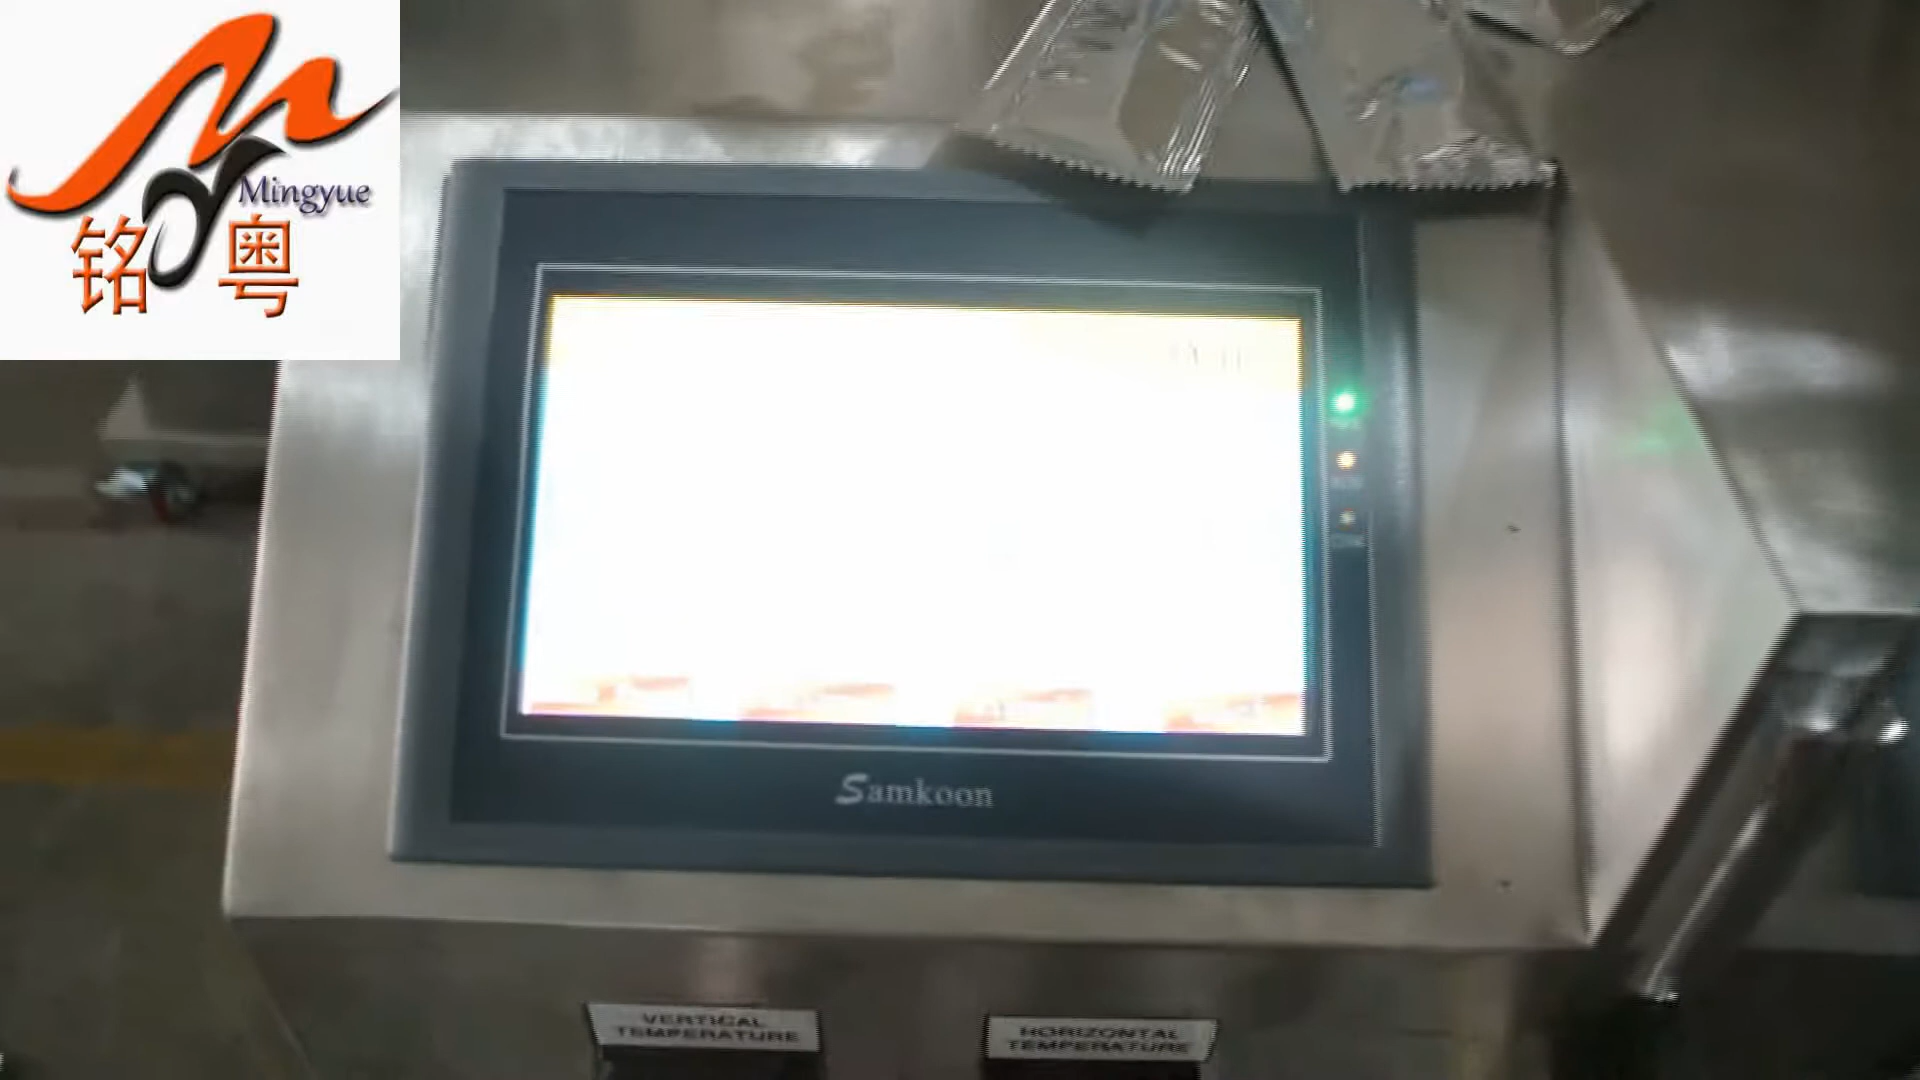 Mingyue
铭粤
Samkoon
VERTICAL
TEMPERATURE
HORIZONTAL
TEMPERATURE